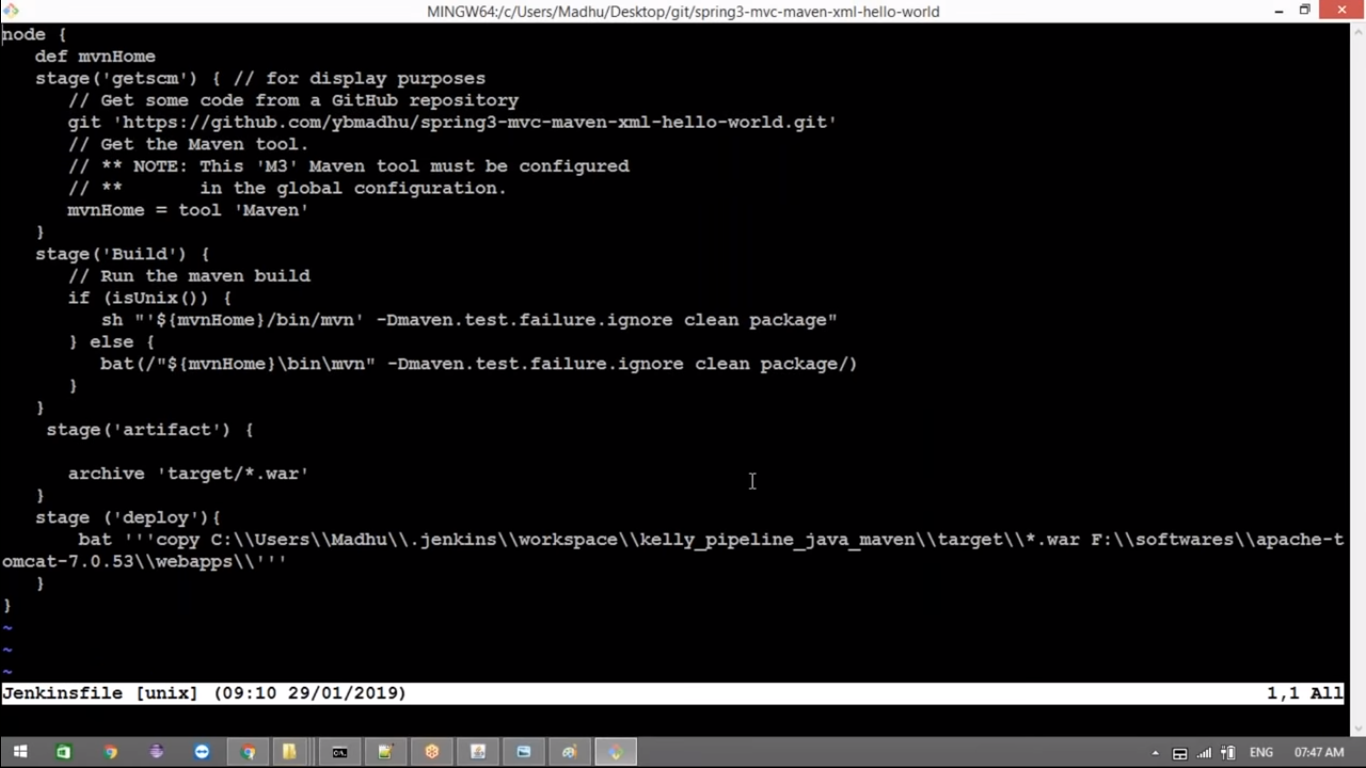 MINGW64:/c/Users/Madhu/Desktop/git/spring3-mvc-maven-xml-hello-world
node {
   def mvnHome
   stage('getscm') { // for display purposes
      // Get some code from a GitHub repository
      git 'https://github.com/ybmadhu/spring3-mvc-maven-xml-hello-world.git'
      // Get the Maven tool.
      // ** NOTE: This 'M3' Maven tool must be configured
      // **       in the global configuration.
      mvnHome = tool 'Maven'
   }
   stage('Build') {
      // Run the maven build
      if (isUnix()) {
         sh "'${mvnHome}/bin/mvn' -Dmaven.test.failure.ignore clean package"
      } else {
         bat(/"${mvnHome}\bin\mvn" -Dmaven.test.failure.ignore clean package/)
      }
   }
    stage('artifact') {
      archive 'target/*.war'
   }
   stage ('deploy'){
       bat '''copy C:\\Users\\Madhu\\.jenkins\\workspace\\kelly_pipeline_java_maven\\target\\*.war F:\\softwares\\apache-t
omcat-7.0.53\\webapps\\'''
   }
}
~
~
~
Jenkinsfile [unix] (09:10 29/01/2019) 1,1 All
ENG 07:47 AM